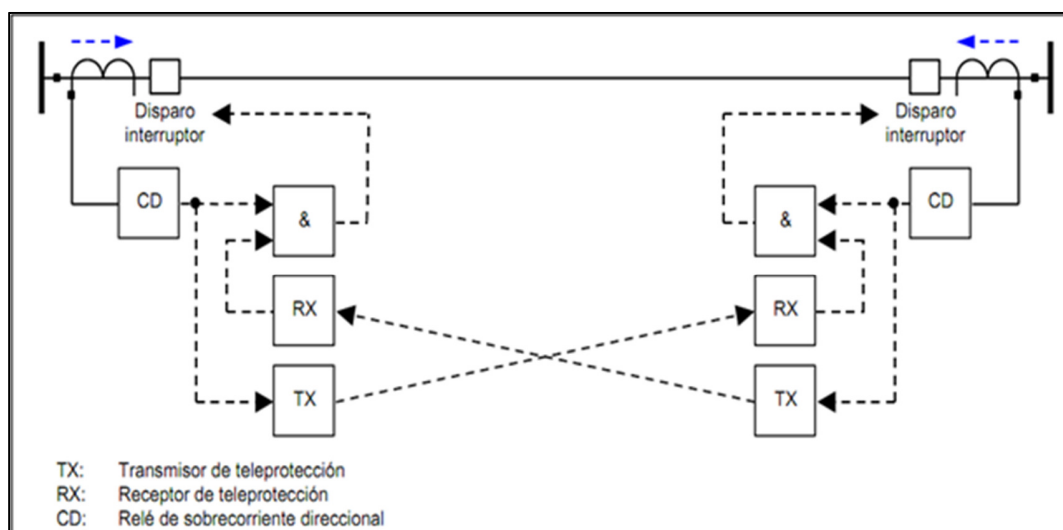 Disparo
interruptor
Disparo
interruptor
CD
&
&
CD
RX
RX
TX
TX
TX: Transmisor de teleprotección
RX: Receptor de teleprotección
CD: Relé de sobrecorriente direccional